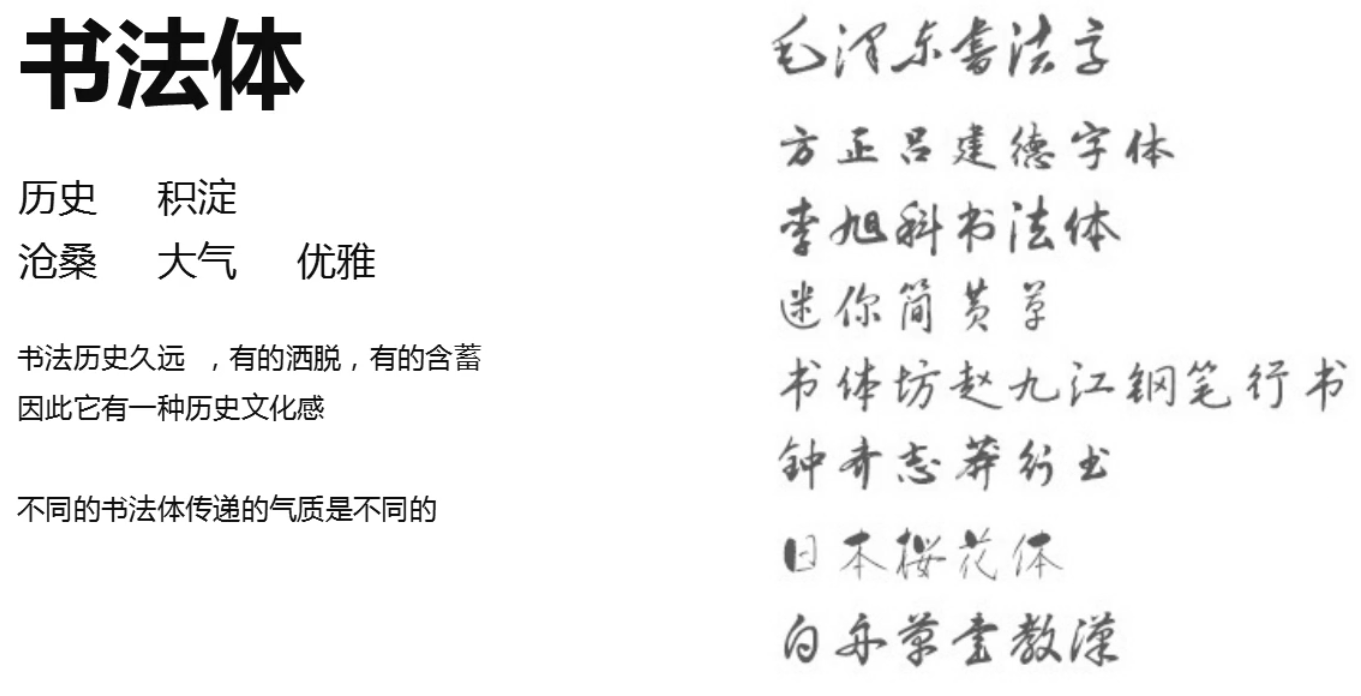 书法体
历史 积淀
沧桑 大气 优雅
书法历史久远 ，有的洒脱，有的含蓄
因此它有一种历史文化感
不同的书法体传递的气质是不同的
毛泽东書法字
方正吕建德字体
李旭科书法体
迷你简黄草
书体坊赵九江钢笔行书
钟齐志莽行书
日本桜花体
白舟草書教漢